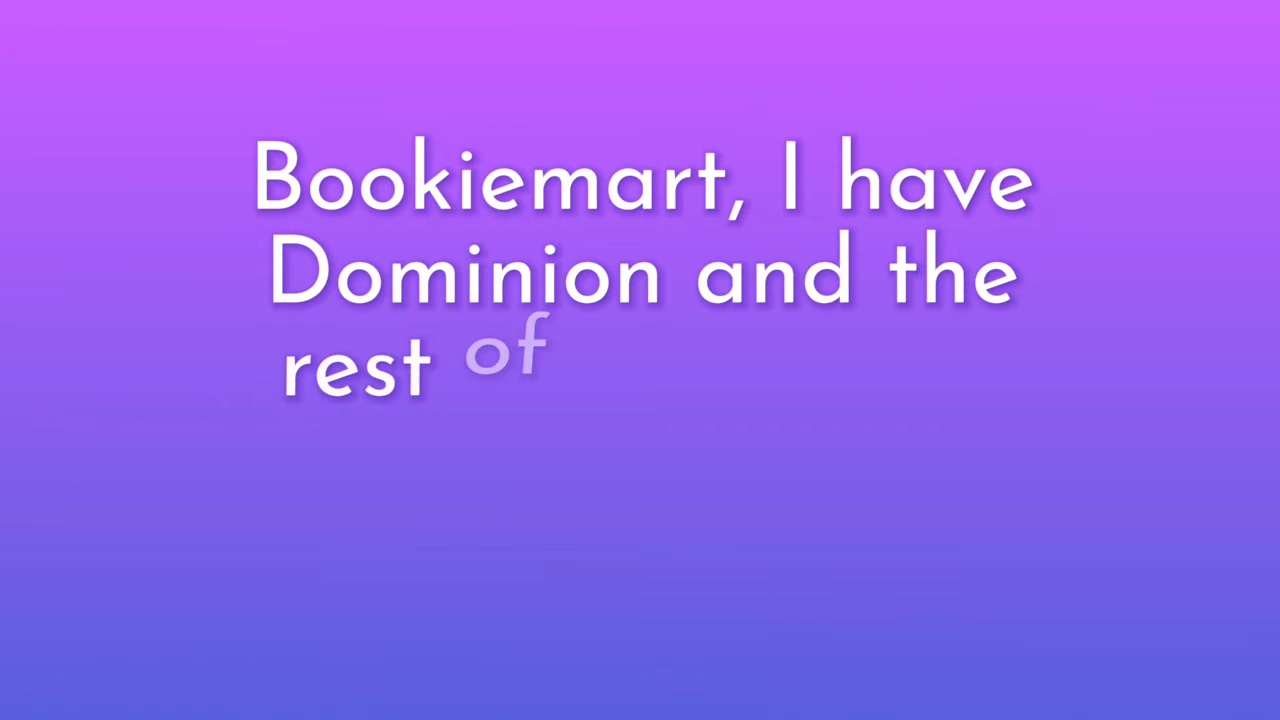 Bookiemart, I have
Dominion and the
rest of